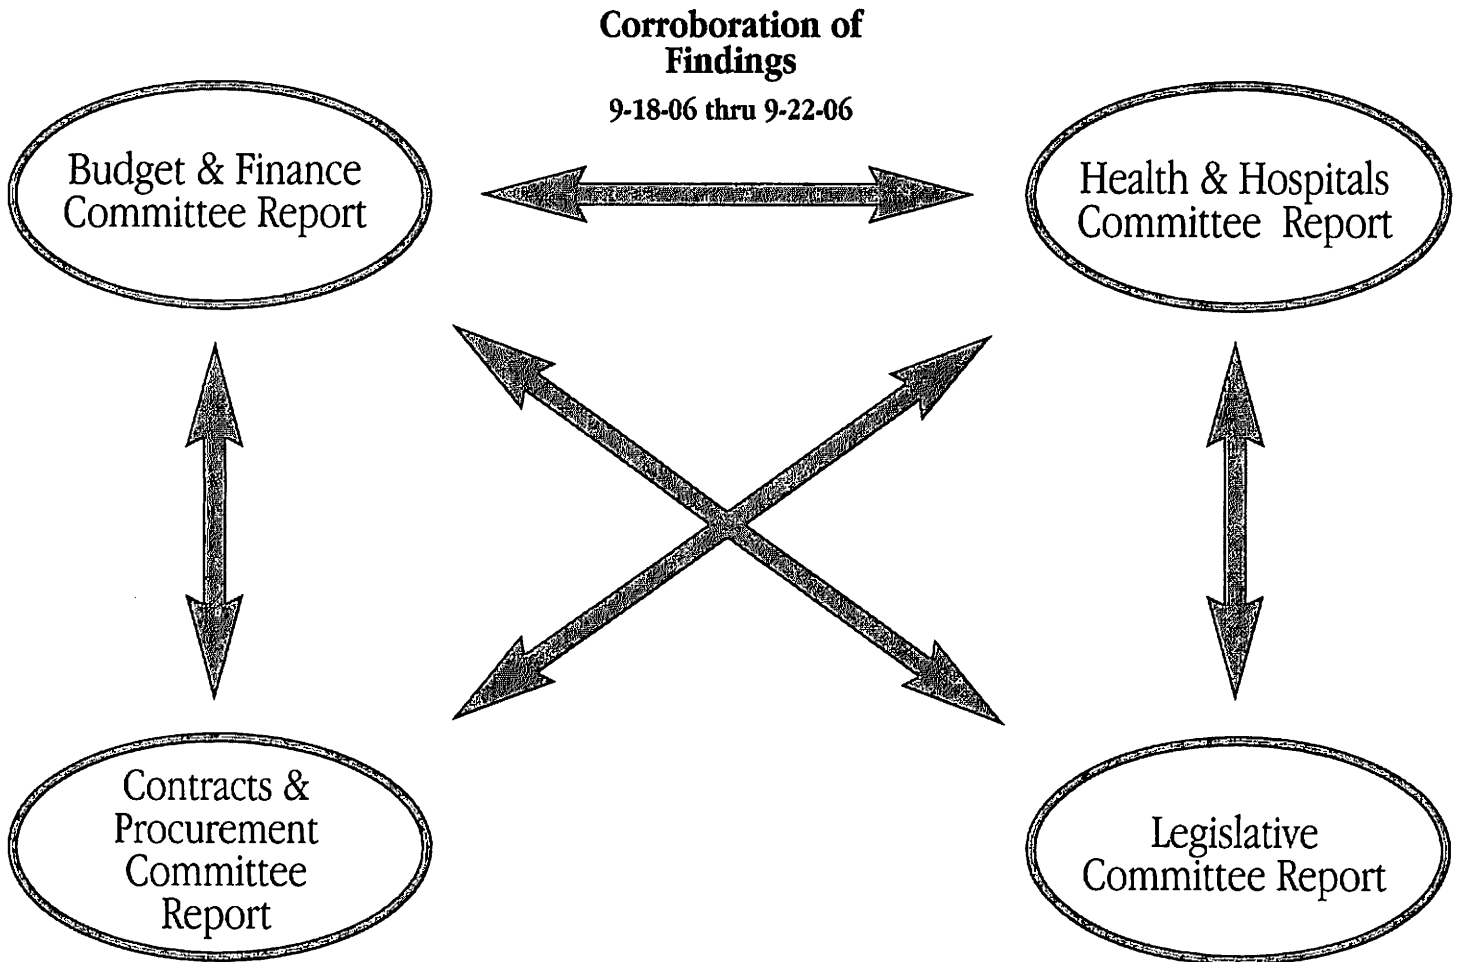 Corroboration of
Findings
9-18-06 thru 9-22-06
Budget & Finance
Committee Report
Health & Hospitals
Committee Report
Contracts &
Procurement
Committee
Report
Legislative
Committee Report